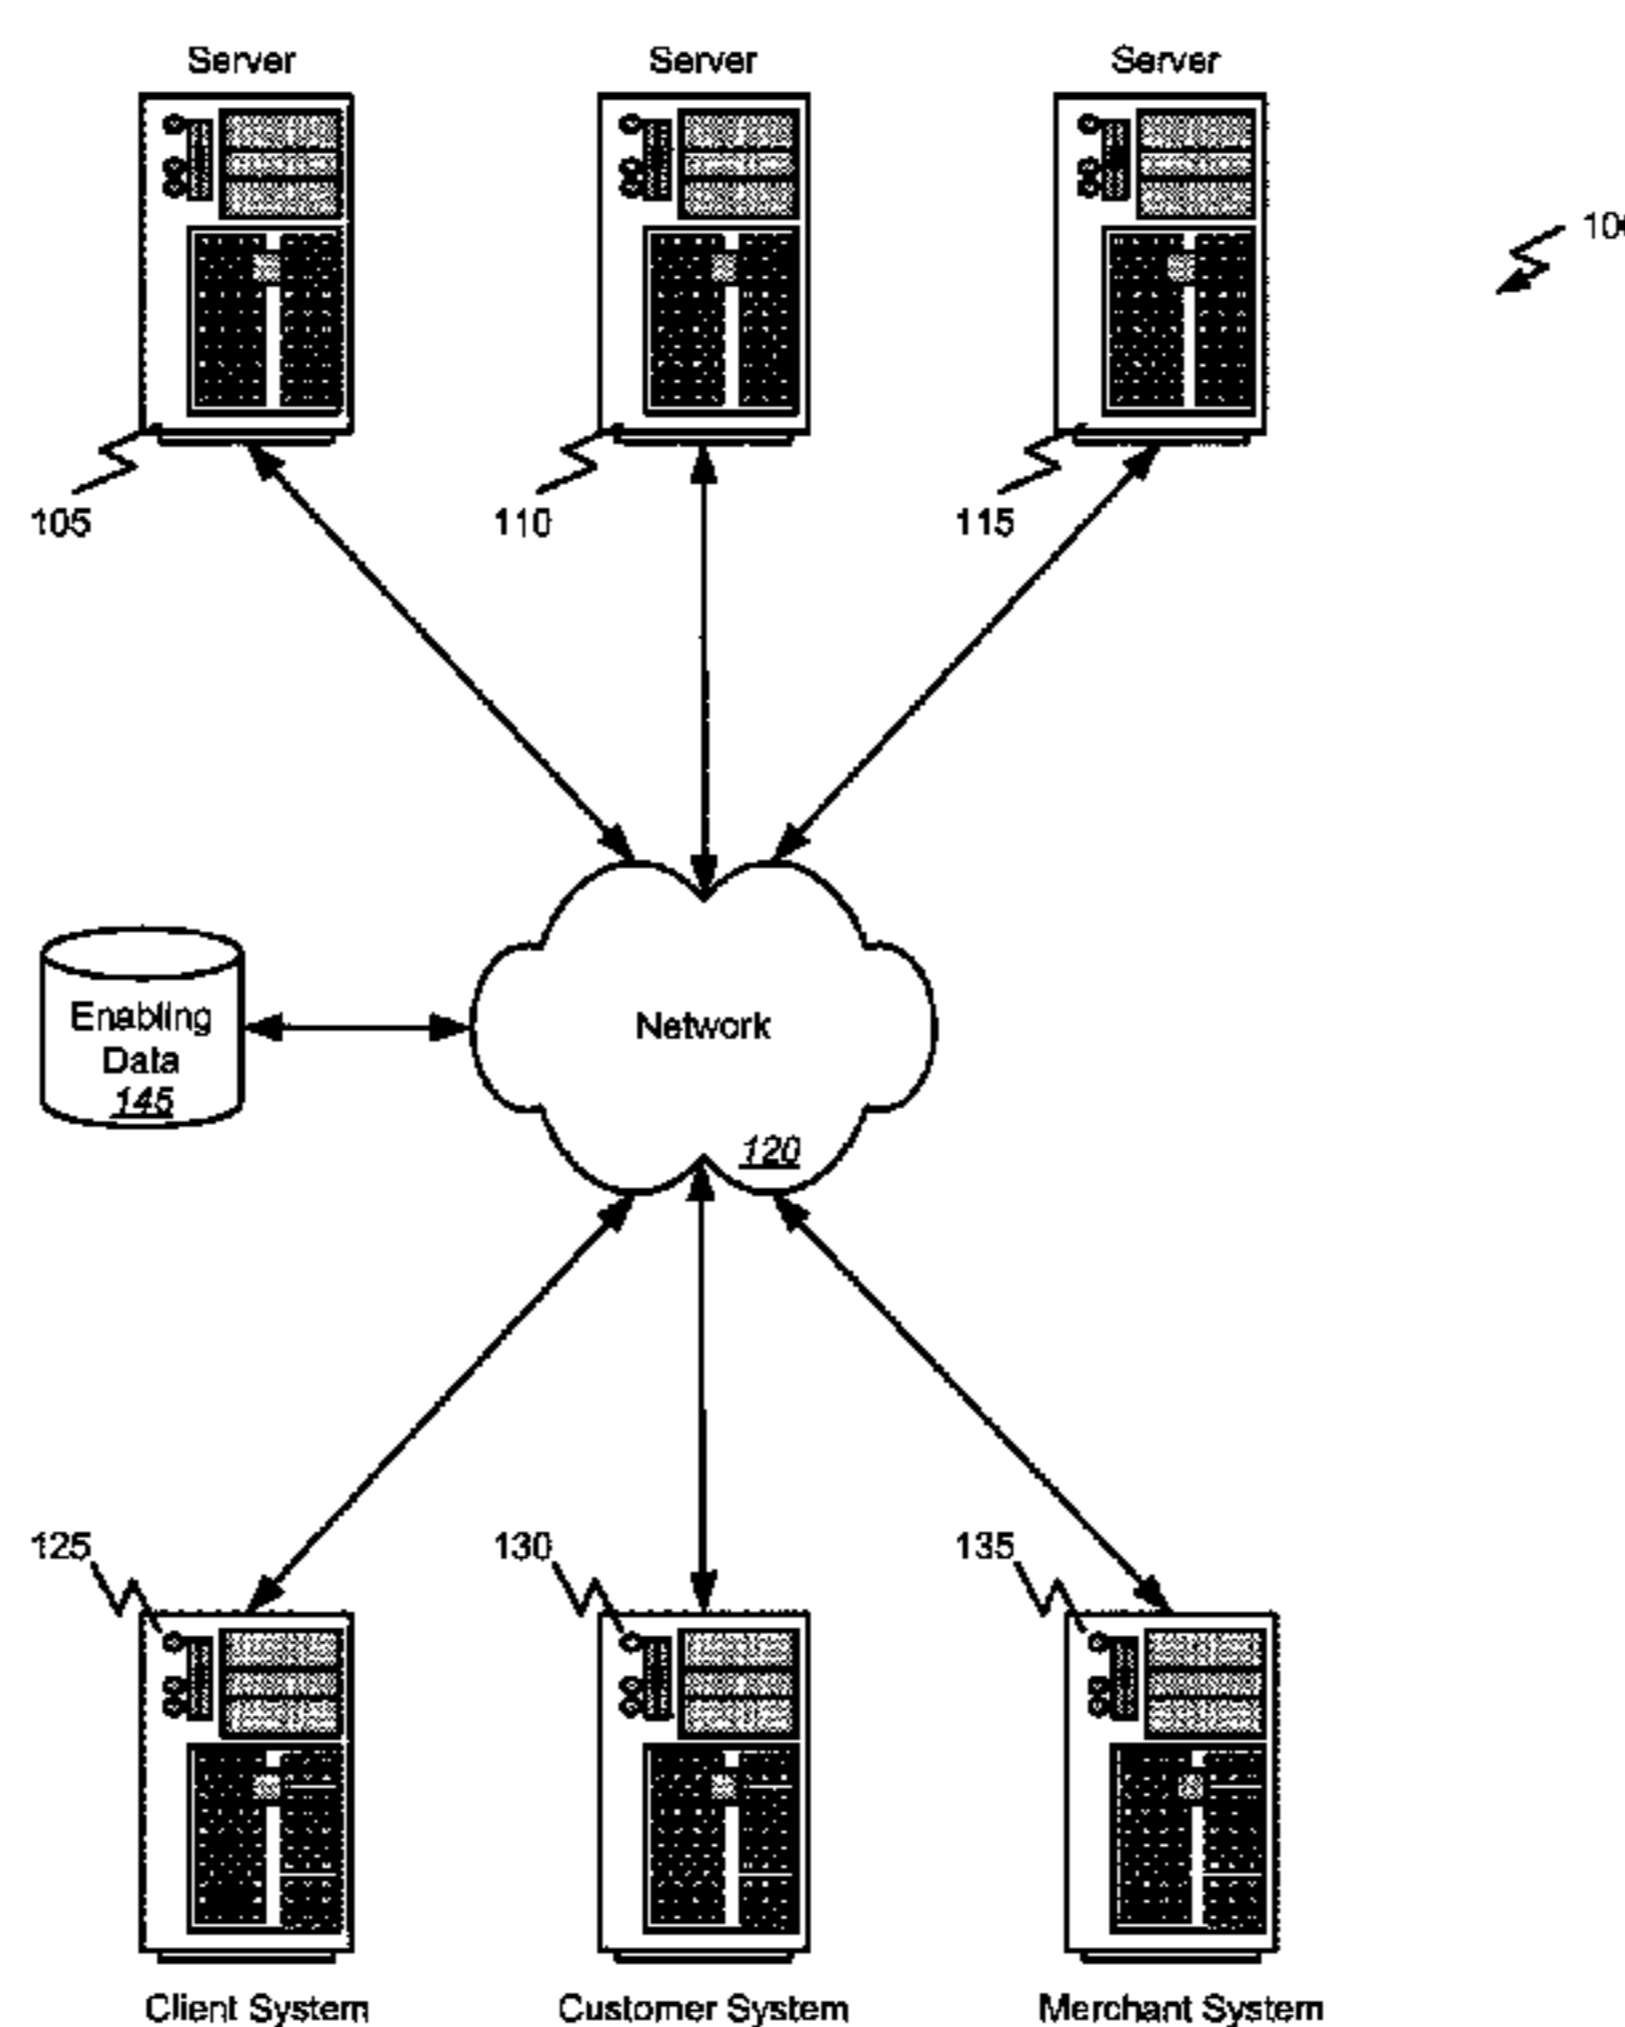 Server
Server
Server
105
110
115
Enabling
Data
145
Network
120
125
130
135
Client System
Customer System
Merchant System